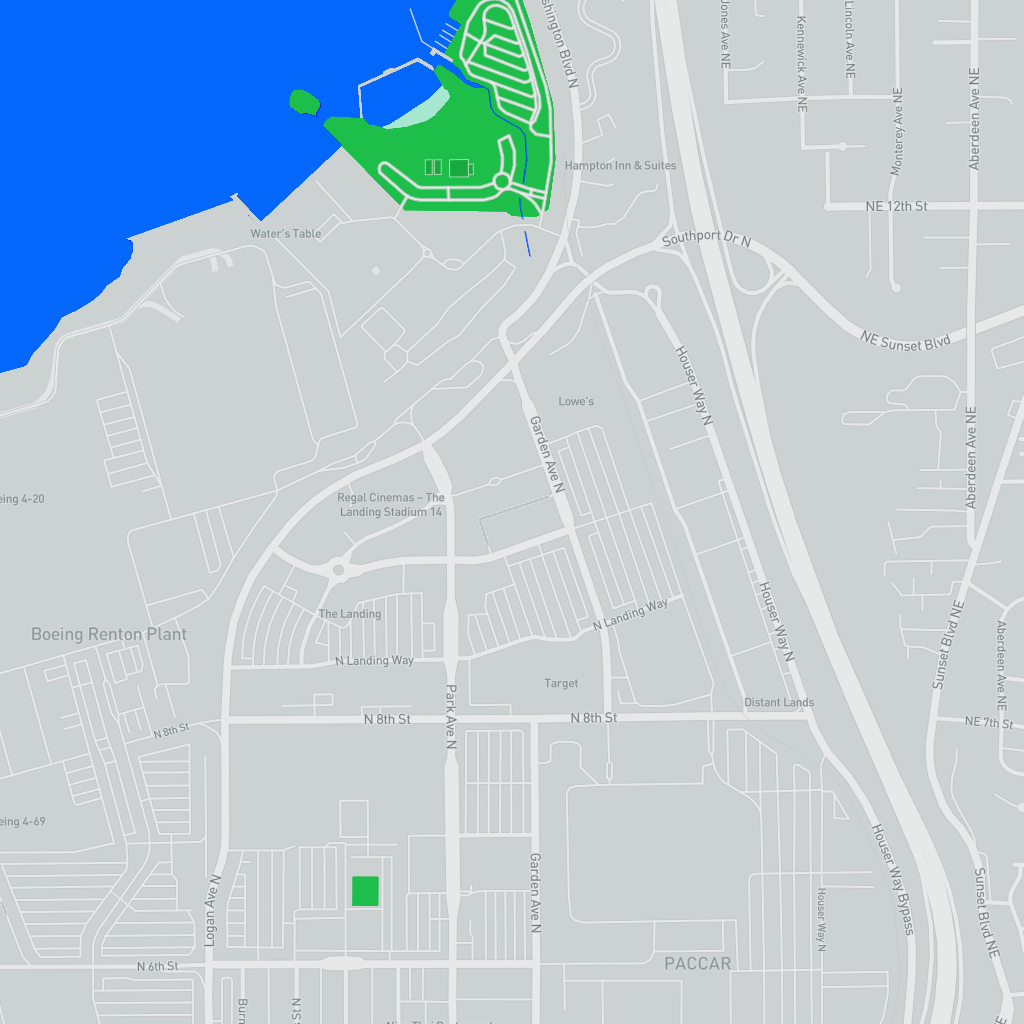 shington Blvd N
Jones Ave NE
Kennewick Ave NE
Lincoln Ave NE
Monterey Ave NE
Aberdeen Ave NE
Hampton Inn & Suites
NE 12th St
Water's Table
Southport Dr N
NE Sunset Blvd
Houser Way N
Lowe's
Garden Ave N
Aberdeen Ave NE
eing 4-20
Regal Cinemas – The
Landing Stadium 14
The Landing
N Landing Way
Houser Way N
Boeing Renton Plant
N Landing Way
Sunset Blvd NE
Aberdeen Ave NE
Target
Park Ave N
Distant Lands
N 8th St
N 8th St
N 8th St
NE 7th St
eing 4-69
Houser Way Bypass
Garden Ave N
Logan Ave N
Houser Way N
Sunset Blvd NE
N 6th St
PACCAR
Burn
s St N